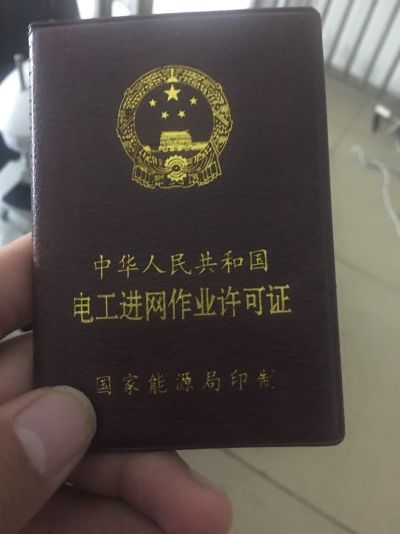 中华人民共和国
电工进网作业许可证
国家能源局印制